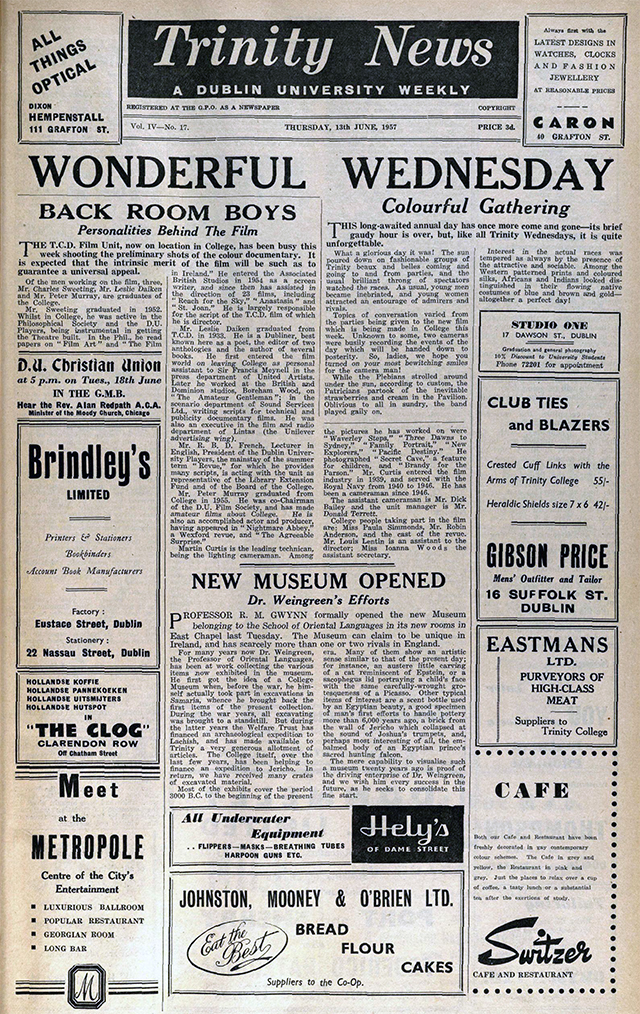 ALL
THINGS
OPTICAL
DIXON
HEMPENSTALL
111 GRAFTON ST.
Trinity News
A DUBLIN UNIVERSITY WEEKLY
REGISTERED AT THE G.P.O. AS A NEWSPAPER
COPYRIGHT
Vol. IV—No. 17.
THURSDAY, 13th JUNE, 1957
PRICE 3d.
Always first with the
LATEST DESIGNS IN
WATCHES, CLOCKS
AND FASHION
JEWELLERY
AT REASONABLE PRICES
CARON
40 GRAFTON ST.
WONDERFUL WEDNESDAY
BACK ROOM BOYS
Personalities Behind The Film
THE T.C.D. Film Unit, now on location in College, has been busy this
week shooting the preliminary shots of the colour documentary. It
is expected that the intrinsic merit of the film will be such as to
guarantee a universal appeal.
Of the men working on the film, three,
Mr. Charles Sweeting, Mr. Leslie Daiken
and Mr. Peter Murray, are graduates of
the College.
Mr. Sweeting graduated in 1952.
Whilst in College, he was active in the
Philosophical Society and the D.U.
Players, being instrumental in getting
the Theatre built. In the Phil., he read
papers on "Film Art" and "The Film
in Ireland." He entered the Associated
British Studios in 1954 as a screen
writer, and since then has assisted in
the direction of 23 films, including
"Reach for the Sky," "Anastasia" and
"St. Joan." He is largely responsible
for the script of the T.C.D. film of which
he is director.
Mr. Leslie Daiken graduated from
T.C.D. in 1933. He is a Dubliner, best
known here as a poet, the editor of two
anthologies and the author of several
books. He first entered the film
world on leaving College as personal
assistant to Sir Francis Meynell in the
press department of United Artists.
Later he worked at the British and
Dominion studios, Boreham Wood, on
"The Amateur Gentleman"; in the
scenario department of Sound Services
Ltd., writing scripts for technical and
publicity documentary films. He was
also an executive in the film and radio
department of Lintas (the Unilever
advertising wing).
Mr. R. B. D. French, Lecturer in
English, President of the Dublin Univer-
sity Players, the mainstay of the summer
term "Revue," for which he provides
many scripts, is acting with the unit as
representative of the Library Extension
Fund and of the Board of College.
Mr. Peter Murray graduated from
College in 1955. He was co-Chairman
of the D.U. Film Society, and has made
amateur films about College. He is
also an accomplished actor and producer,
having appeared in "Nightmare Abbey,"
a Wexford revue, and "The Agreeable
Surprise."
Martin Curtis is the leading technician,
being the lighting cameraman. Among
the pictures he has worked on were
"Waverley Steps," "Three Dawns to
Sydney," "Family Portrait," "New
Explorers," "Pacific Destiny." He
photographed "Secret Cave," a feature
for children, and "Brandy for the
Parson." Mr. Curtis entered the film
industry in 1939, and served with the
Royal Navy from 1940 to 1946. He has
been a cameraman since 1946.
The assistant cameraman is Mr. Dick
Bailey and the unit manager is Mr.
Donald Terrett.
College people taking part in the film
are: Miss Paula Simmonds, Mr. Robin
Anderson, and the cast of the revue.
Mr. Louis Lentin is an assistant to the
director; Miss Ioanna Woods the
assistant secretary.
Colourful Gathering
THIS long-awaited annual day has once more come and gone—its brief
gaudy hour is over, but, like all Trinity Wednesdays, it is quite
unforgettable.
What a glorious day it was! The sun
poured down on fashionable groups of
Trinity beaux and belles coming and
going to and from parties, and the
usual brilliant throng of spectators
watched the races. As usual, young men
became inebriated, and young women
attracted an entourage of admirers and
rivals.
Topics of conversation varied from
the parties being given to the new film
which is being made in College this
week. Unknown to some, two cameras
were busily recording the events of the
day which will be handed down to
posterity. So, ladies, we hope you
reserved your most bewitching smiles
for the camera man!
While the Plebians strolled around
under the sun, according to custom, the
Patricians partook of the inevitable
strawberries and cream in the Pavilion.
Oblivious to all in sundry, the band
played gaily on.
Interest in the actual races was
tempered as always by the presence of
the attractive and sociable. Among the
Western patterned prints and coloured
silks, Africans and Indians looked dis-
tinguished in their flowing native
costumes of blue and brown and gold—
altogether a perfect day!
STUDIO ONE
17 DAWSON ST., DUBLIN
Graduation and general photography
10% Discount to University Students
Phone 72201 for appointment
CLUB TIES
and BLAZERS
Crested Cuff Links with the
Arms of Trinity College 55/-
Heraldic Shields size 7 x 6 42/-
GIBSON PRICE
Mens' Outfitter and Tailor
16 SUFFOLK ST.
DUBLIN
EASTMANS
LTD.
PURVEYORS OF
HIGH-CLASS
MEAT
Suppliers to
Trinity College
CAFE
Both our Cafe and Restaurant have been
freshly decorated in gay contemporary
colour schemes. The Cafe in grey and
yellow, the Restaurant in pink and
grey. Just the places to relax over a cup
of coffee, a tasty lunch or a substantial
tea after the exertions of study.
Switzer
CAFE AND RESTAURANT
D.U. Christian Union
at 5 p.m. on Tues., 18th June
IN THE G.M.B.
Hear the Rev. Alan Redpath A.C.A.
Minister of the Moody Church, Chicago
Brindley's
LIMITED
Printers & Stationers
Bookbinders
Account Book Manufacturers
Factory :
Eustace Street, Dublin
Stationery :
22 Nassau Street, Dublin
HOLLANDSE KOFFIE
HOLLANDSE PANNEKOEKEN
HOLLANDSE UITSMIJTERS
HOLLANDSE HUTSPOT
IN
"THE CLOG"
CLARENDON ROW
Off Chatham Street
Meet
at the
METROPOLE
Centre of the City's
Entertainment
LUXURIOUS BALLROOM
POPULAR RESTAURANT
GEORGIAN ROOM
LONG BAR
M
NEW MUSEUM OPENED
Dr. Weingreen's Efforts
PROFESSOR R. M. GWYNN formally opened the new Museum
belonging to the School of Oriental Languages in its new rooms in
East Chapel last Tuesday. The Museum can claim to be unique in
Ireland, and has scarcely more than one or two rivals in England.
For many years now Dr. Weingreen,
the Professor of Oriental Languages,
has been at work collecting the various
items now exhibited in the museum.
He first got the idea of a College
Museum when, before the war, he him-
self actually took part in excavations in
Samaria, whence he brought back the
first items of the present collection.
During the war years all excavating
was brought to a standstill. But during
the latter years the Welfare Trust has
financed an archaeological expedition to
Lachish, and has made available to
Trinity a very generous allotment of
articles. The College itself, over the
last few years, has been helping to
finance an expedition to Jericho. In
return, we have received many crates
of excavated material.
Most of the exhibits cover the period
3000 B.C. to the beginning of the present
era. Many of them show an artistic
sense similar to that of the present day;
for instance, an austere little carving
of a cat reminiscent of Epstein, or a
sarcophagus lid portraying a child's face
with the same carefully-wrought gro-
tesqueness of a Picasso. Other typical
items of interest are a scent bottle used
by an Egyptian beauty, a good specimen
of man's first efforts to handle pottery
more than 6,000 years ago, a brick from
the wall of Jericho which collapsed at
the sound of Joshua's trumpets, and,
perhaps most interesting of all, the em-
balmed body of an Egyptian prince's
sacred hunting falcon.
The mere capability to visualise such
a museum twenty years ago is proof of
the driving enterprise of Dr. Weingreen,
and we wish him every success in the
future, as he seeks to consolidate this
fine start.
All Underwater
Equipment
. . FLIPPERS—MASKS—BREATHING TUBES
HARPOON GUNS ETC.
Hely's
OF DAME STREET
JOHNSTON, MOONEY & O'BRIEN LTD.
Eat the
Best
BREAD
FLOUR
CAKES
Suppliers to the Co-Op.